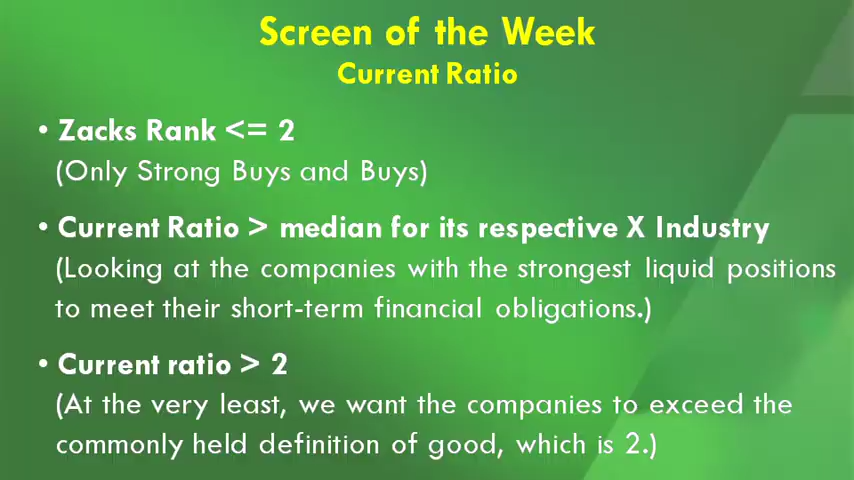 Screen of the Week
Current Ratio
• Zacks Rank <= 2
(Only Strong Buys and Buys)
• Current Ratio > median for its respective X Industry
(Looking at the companies with the strongest liquid positions
to meet their short-term financial obligations.)
• Current ratio > 2
(At the very least, we want the companies to exceed the
commonly held definition of good, which is 2.)